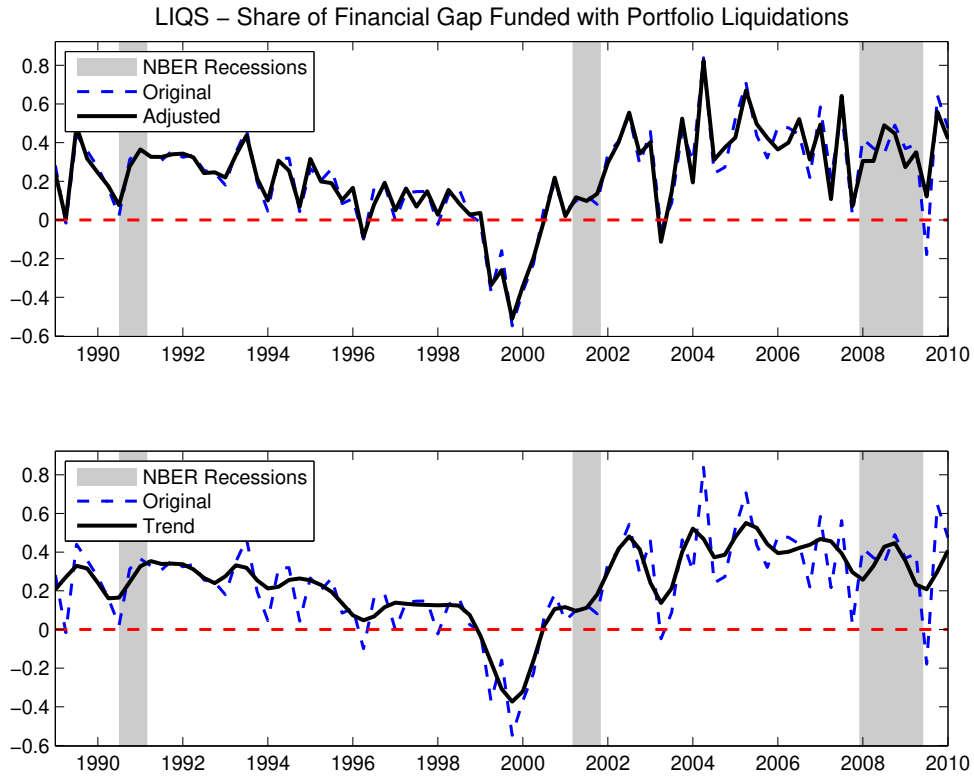 LIQS − Share of Financial Gap Funded with Portfolio Liquidations
0.8
0.6
0.4
0.2
0
−0.2
−0.4
−0.6
NBER Recessions
Original
Adjusted
1990 1992 1994 1996 1998 2000 2002 2004 2006 2008 2010
0.8
0.6
0.4
0.2
0
−0.2
−0.4
−0.6
NBER Recessions
Original
Trend
1990 1992 1994 1996 1998 2000 2002 2004 2006 2008 2010